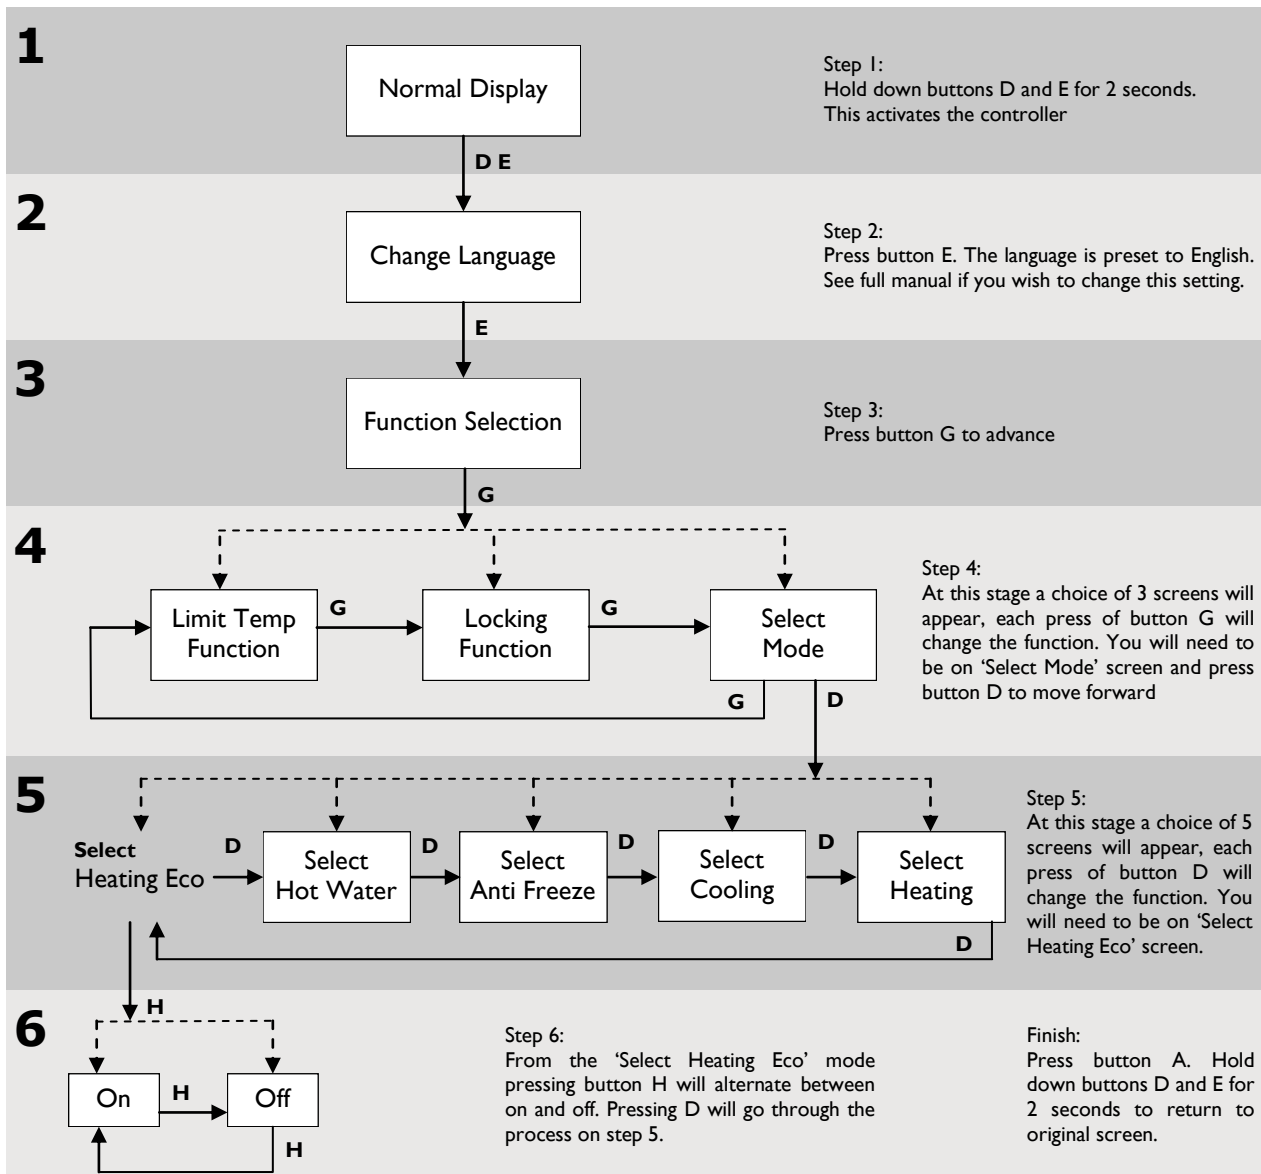 1
Normal Display
Step 1:
Hold down buttons D and E for 2 seconds.
This activates the controller
D E
2
Change Language
Step 2:
Press button E. The language is preset to English.
See full manual if you wish to change this setting.
E
3
Function Selection
Step 3:
Press button G to advance
G
4
Step 4:
At this stage a choice of 3 screens will
appear, each press of button G will
change the function. You will need to
be on ‘Select Mode’ screen and press
button D to move forward
Limit Temp
Function
G
Locking
Function
G
Select
Mode
G
D
5
Step 5:
At this stage a choice of 5
screens will appear, each
press of button D will
change the function. You
will need to be on ‘Select
Heating Eco’ screen.
Select
Heating Eco
D
Select
Hot Water
D
Select
Anti Freeze
D
Select
Cooling
D
Select
Heating
D
H
6
On
H
Off
H
Step 6:
From the ‘Select Heating Eco’ mode
pressing button H will alternate between
on and off. Pressing D will go through the
process on step 5.
Finish:
Press button A. Hold
down buttons D and E for
2 seconds to return to
original screen.